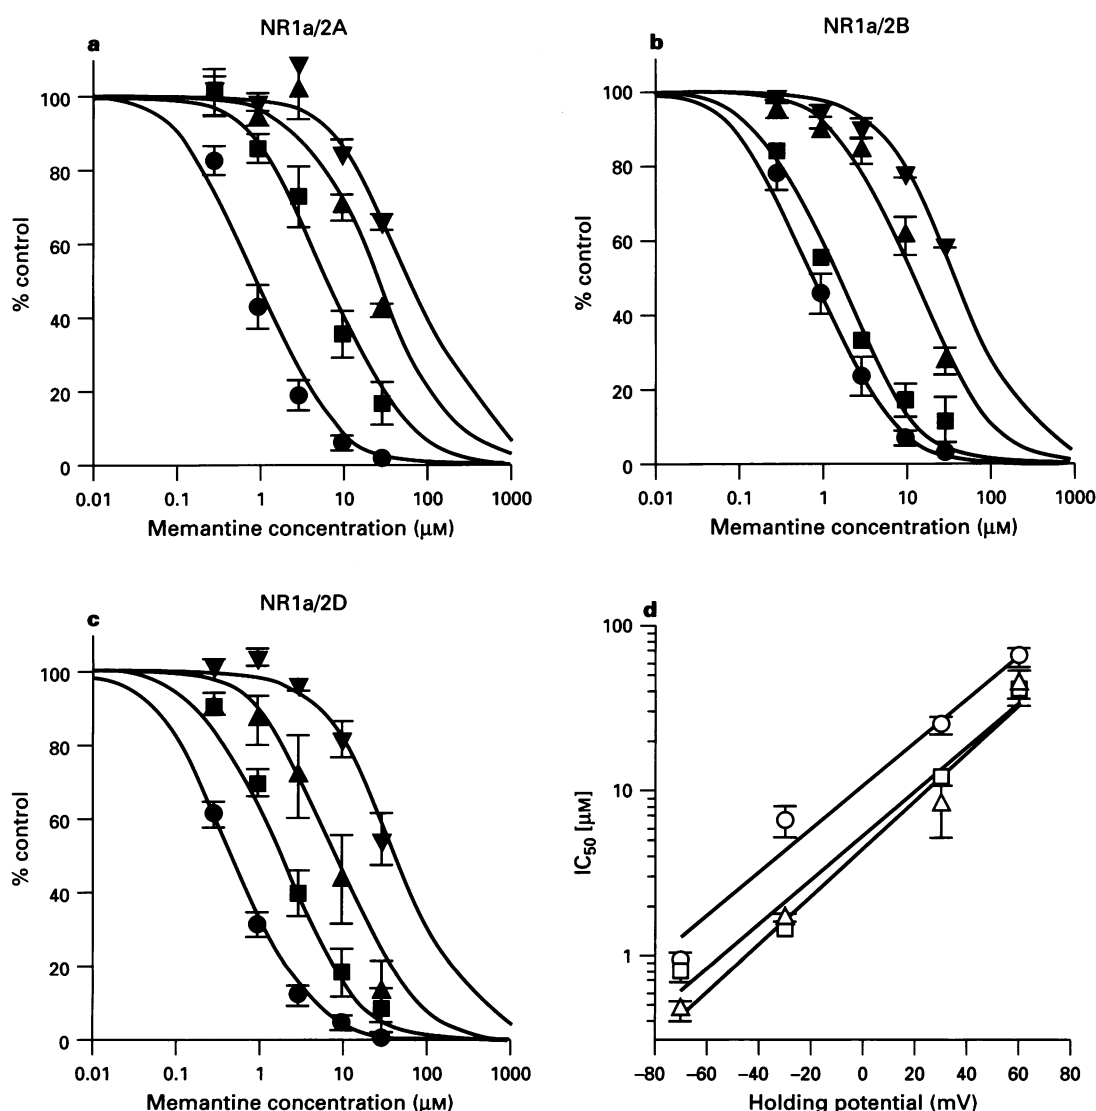 a
NR1a/2A
100
80
60
40
20
0
% control
0.01 0.1 1 10 100 1000
Memantine concentration (µM)
b
NR1a/2B
100
80
60
40
20
0
% control
0.01 0.1 1 10 100 1000
Memantine concentration (µM)
c
NR1a/2D
100
80
60
40
20
0
% control
0.01 0.1 1 10 100 1000
Memantine concentration (µM)
d
100
10
1
IC50 [µM]
−80 −60 −40 −20 0 20 40 60 80
Holding potential (mV)